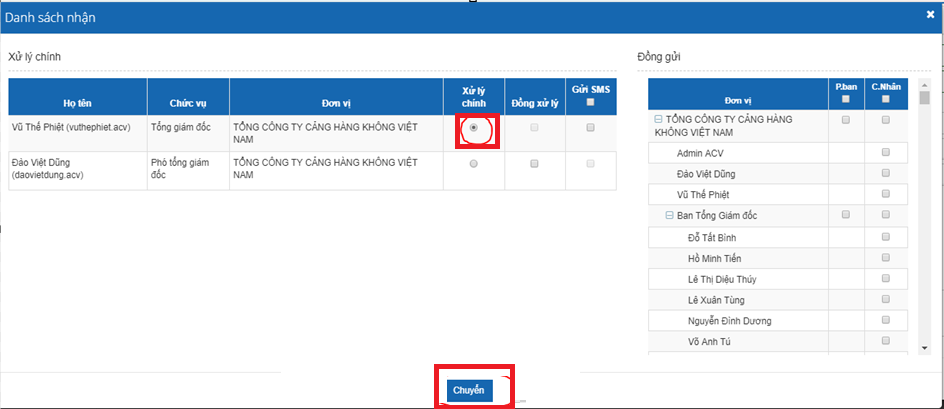 Danh sách nhận
Xử lý chính
Họ tên Chức vụ Đơn vị Xử lý chính Đồng xử lý Gửi SMS
Vũ Thế Phiệt (vuthephiet.acv) Tổng giám đốc TỔNG CÔNG TY CẢNG HÀNG KHÔNG VIỆT
NAM
Đào Việt Dũng Phó tổng giám TỔNG CÔNG TY CẢNG HÀNG KHÔNG VIỆT
(daovietdung.acv) đốc NAM
Đồng gửi
Đơn vị P.ban C.Nhân
TỔNG CÔNG TY CẢNG HÀNG
KHÔNG VIỆT NAM
Admin ACV
Đào Việt Dũng
Vũ Thế Phiệt
Ban Tổng Giám đốc
Đỗ Tất Bình
Hồ Minh Tiến
Lê Thị Diệu Thúy
Lê Xuân Tùng
Nguyễn Đình Dương
Võ Anh Tú
Chuyển